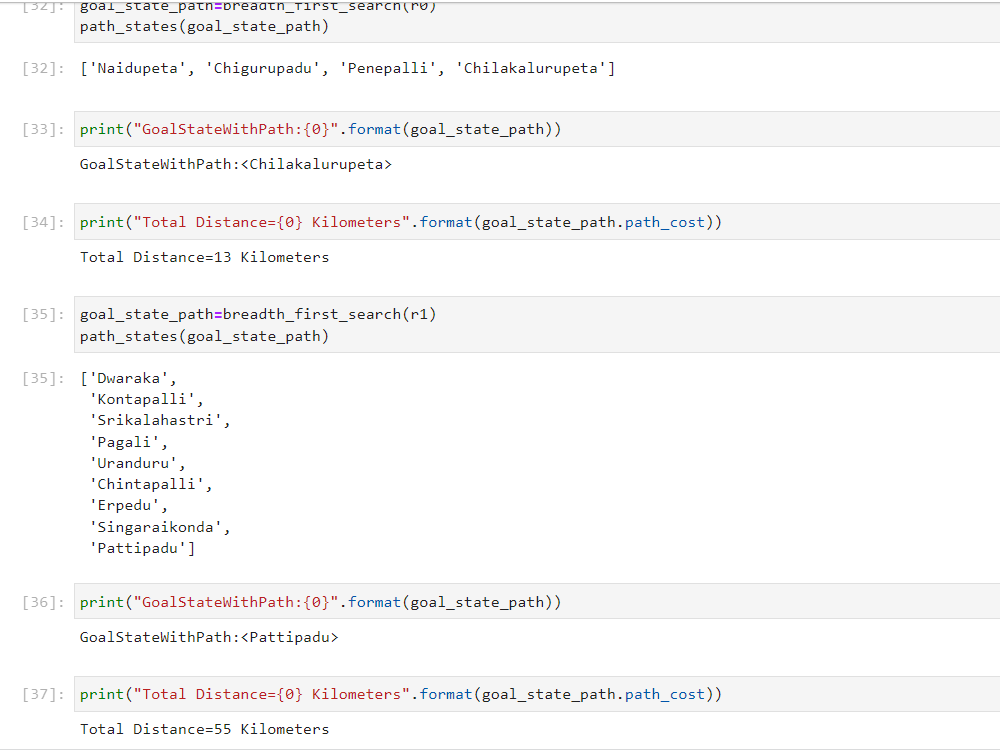 [32]: goal_state_path=breadth_first_search(r0)
path_states(goal_state_path)
[32]: ['Naidupeta', 'Chigurupadu', 'Penepalli', 'Chilakalurupeta']
[33]: print("GoalStateWithPath:{0}".format(goal_state_path))
GoalStateWithPath:<Chilakalurupeta>
[34]: print("Total Distance={0} Kilometers".format(goal_state_path.path_cost))
Total Distance=13 Kilometers
[35]: goal_state_path=breadth_first_search(r1)
path_states(goal_state_path)
[35]: ['Dwaraka',
'Kontapalli',
'Srikalahastri',
'Pagali',
'Uranduru',
'Chintapalli',
'Erpedu',
'Singaraikonda',
'Pattipadu']
[36]: print("GoalStateWithPath:{0}".format(goal_state_path))
GoalStateWithPath:<Pattipadu>
[37]: print("Total Distance={0} Kilometers".format(goal_state_path.path_cost))
Total Distance=55 Kilometers